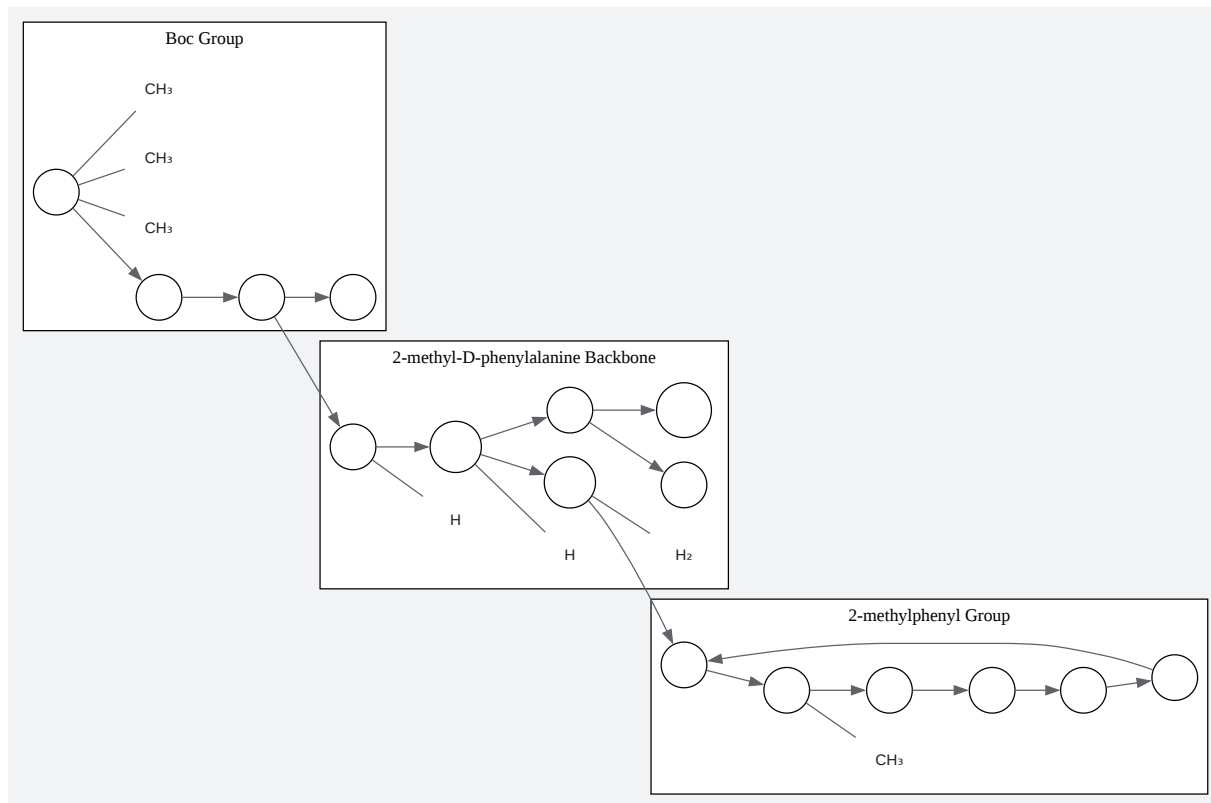 Boc Group
CH₃
CH₃
CH₃
2-methyl-D-phenylalanine Backbone
H
H
H₂
2-methylphenyl Group
CH₃